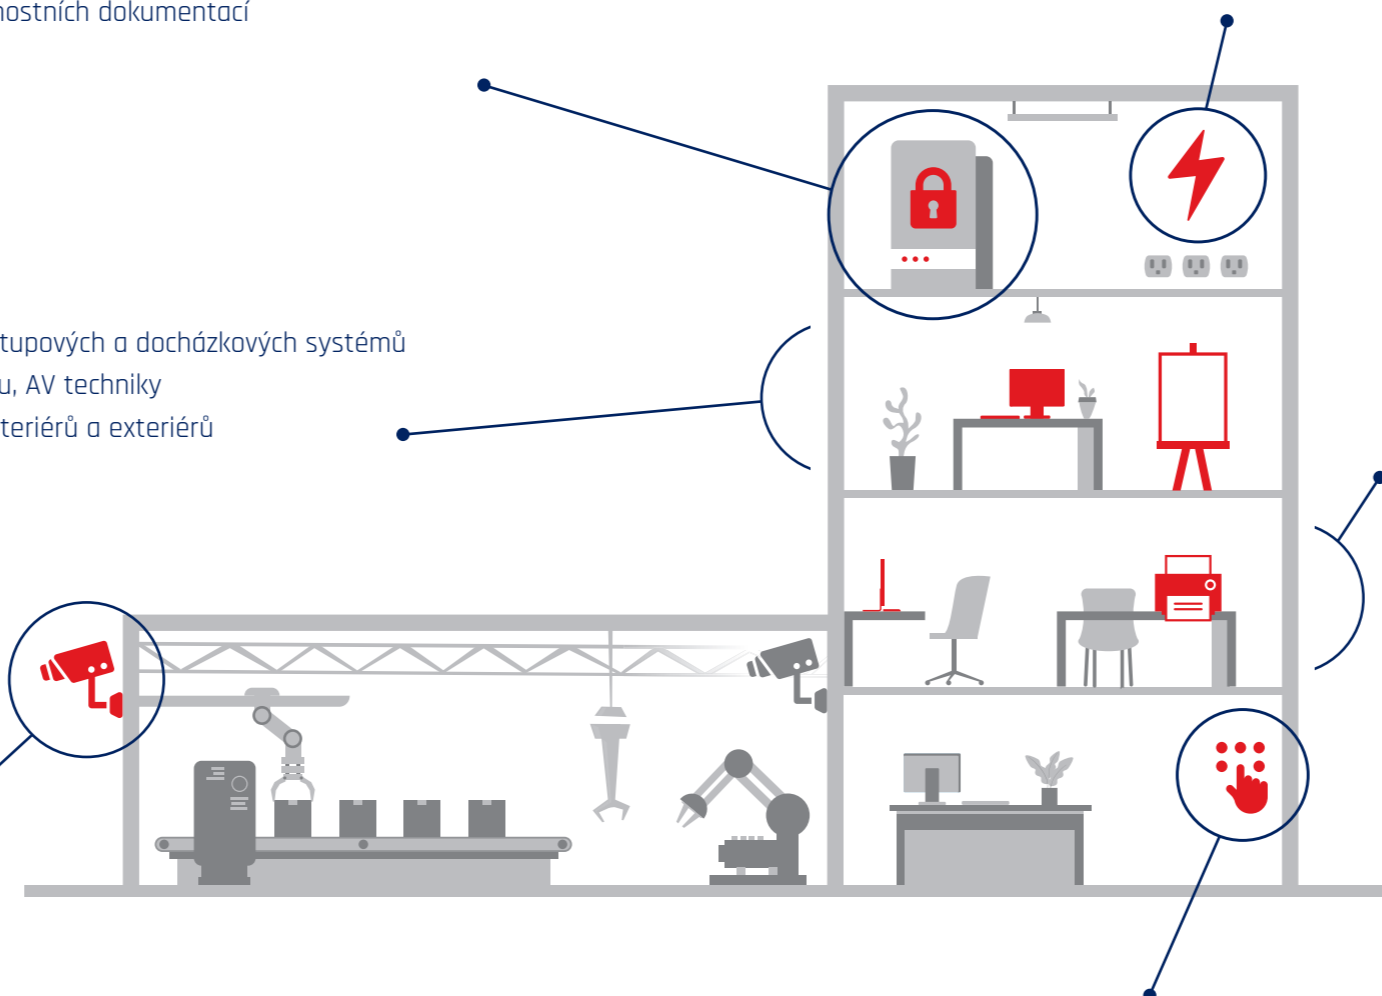 nostních dokumentací
tupových a docházkových systémů
u, AV techniky
teriérů a exteriérů